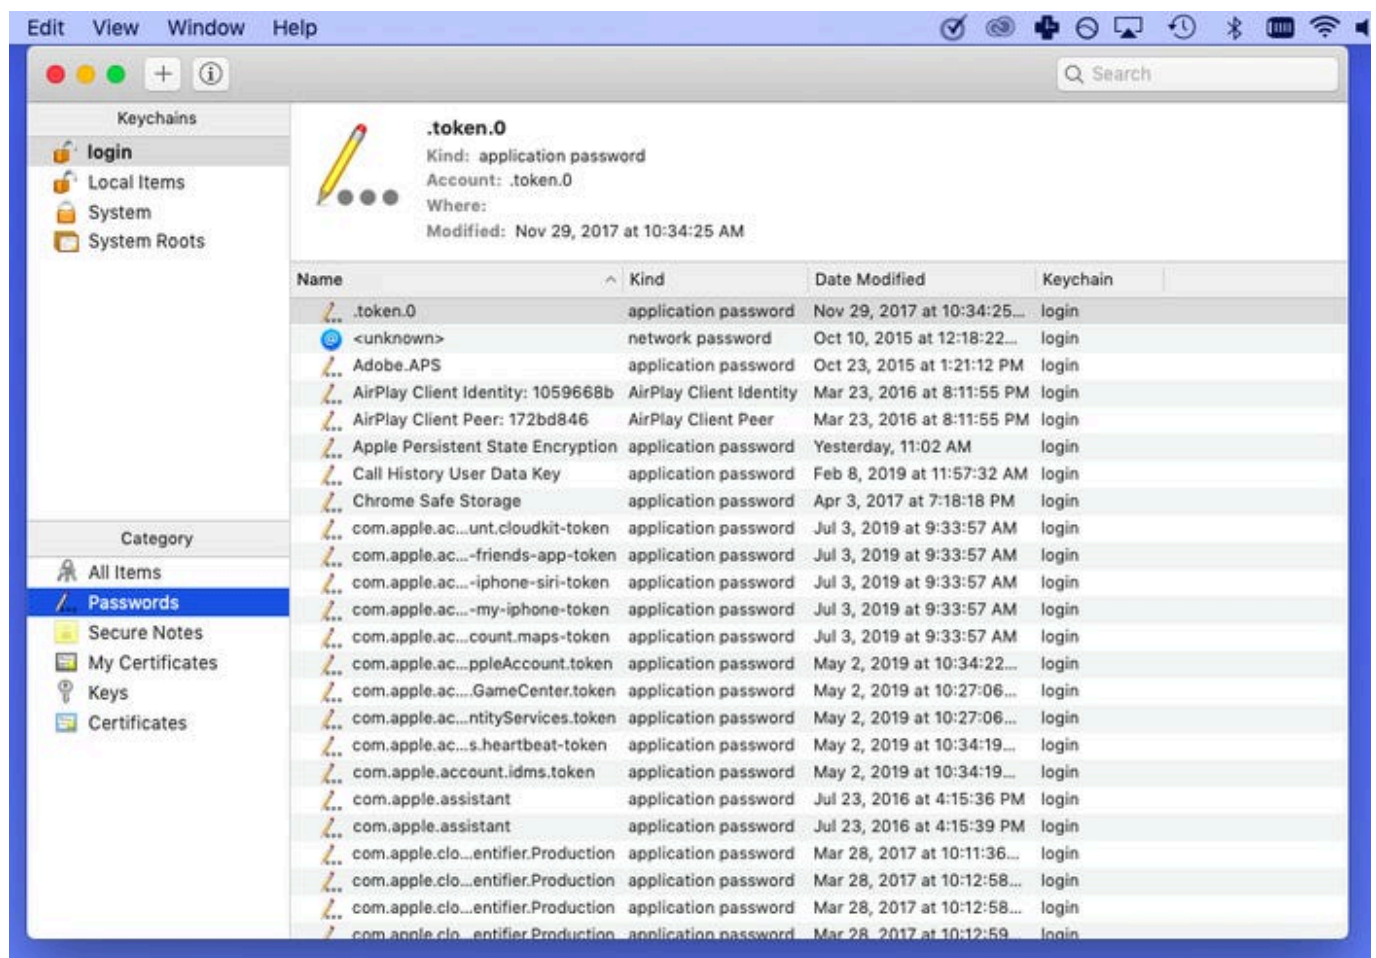 Edit View Window Help
Search
Keychains
login
Local Items
System
System Roots
.token.0
Kind: application password
Account: .token.0
Where:
Modified: Nov 29, 2017 at 10:34:25 AM
Name Kind Date Modified Keychain
.token.0 application password Nov 29, 2017 at 10:34:25... login
<unknown> network password Oct 10, 2015 at 12:18:22... login
Adobe.APS application password Oct 23, 2015 at 1:21:12 PM login
AirPlay Client Identity: 1059668b AirPlay Client Identity Mar 23, 2016 at 8:11:55 PM login
AirPlay Client Peer: 172bd846 AirPlay Client Peer Mar 23, 2016 at 8:11:55 PM login
Apple Persistent State Encryption application password Yesterday, 11:02 AM login
Call History User Data Key application password Feb 8, 2019 at 11:57:32 AM login
Chrome Safe Storage application password Apr 3, 2017 at 7:18:18 PM login
com.apple.ac...unt.cloudkit-token application password Jul 3, 2019 at 9:33:57 AM login
com.apple.ac...-friends-app-token application password Jul 3, 2019 at 9:33:57 AM login
com.apple.ac...-iphone-siri-token application password Jul 3, 2019 at 9:33:57 AM login
com.apple.ac...-my-iphone-token application password Jul 3, 2019 at 9:33:57 AM login
com.apple.ac...count.maps-token application password Jul 3, 2019 at 9:33:57 AM login
com.apple.ac...ppleAccount.token application password May 2, 2019 at 10:34:22... login
com.apple.ac....GameCenter.token application password May 2, 2019 at 10:27:06... login
com.apple.ac...ntityServices.token application password May 2, 2019 at 10:27:06... login
com.apple.ac...s.heartbeat-token application password May 2, 2019 at 10:34:19... login
com.apple.account.idms.token application password May 2, 2019 at 10:34:19... login
com.apple.assistant application password Jul 23, 2016 at 4:15:36 PM login
com.apple.assistant application password Jul 23, 2016 at 4:15:39 PM login
com.apple.clo...entifier.Production application password Mar 28, 2017 at 10:11:36... login
com.apple.clo...entifier.Production application password Mar 28, 2017 at 10:12:58... login
com.apple.clo...entifier.Production application password Mar 28, 2017 at 10:12:58... login
com.apple.clo...entifier.Production application password Mar 28, 2017 at 10:12:59... login
Category
All Items
Passwords
Secure Notes
My Certificates
Keys
Certificates